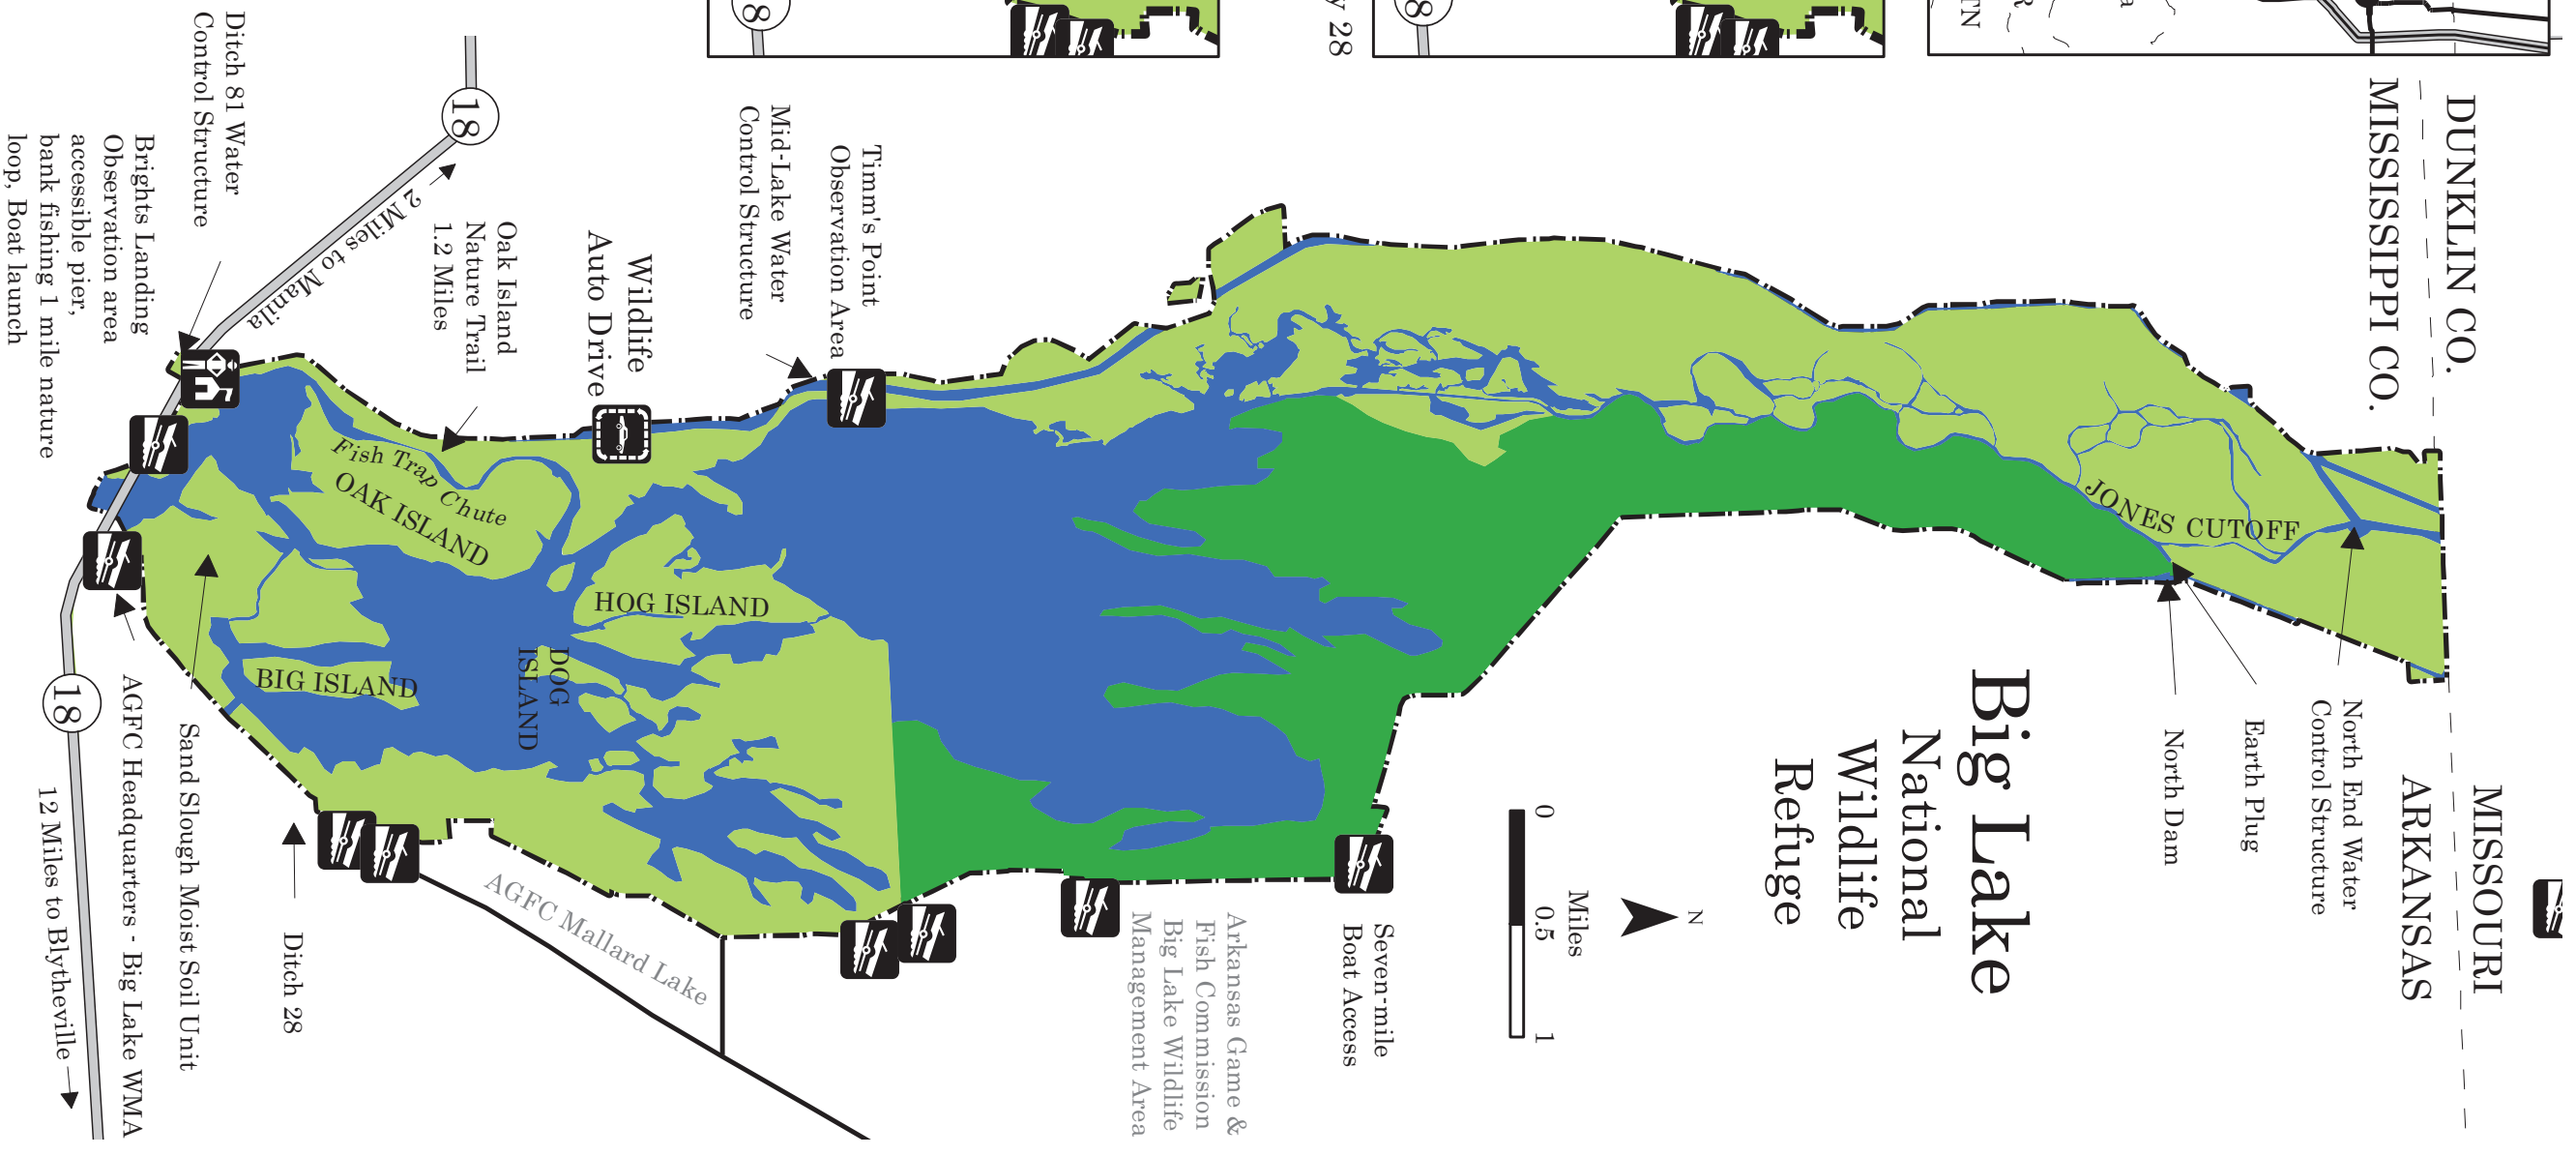 DUNKLIN CO.
MISSISSIPPI CO.
MISSOURI
ARKANSAS
North End Water
Control Structure
Earth Plug
North Dam
JONES CUTOFF
Big Lake
National
Wildlife
Refuge
N
Miles
0
0.5
1
Seven-mile
Boat Access
Arkansas Game &
Fish Commission
Big Lake Wildlife
Management Area
Timm's Point
Observation Area
Mid-Lake Water
Control Structure
Wildlife
Auto Drive
HOG ISLAND
DOG
ISLAND
AGFC Mallard Lake
Oak Island
Nature Trail
1.2 Miles
Fish Trap Chute
OAK ISLAND
BIG ISLAND
18
2 Miles to Manila
Ditch 28
Ditch 81 Water
Control Structure
Sand Slough Moist Soil Unit
Brights Landing
Observation area
accessible pier,
bank fishing 1 mile nature
loop, Boat launch
AGFC Headquarters - Big Lake WMA
18
12 Miles to Blytheville
TN
28
8
8